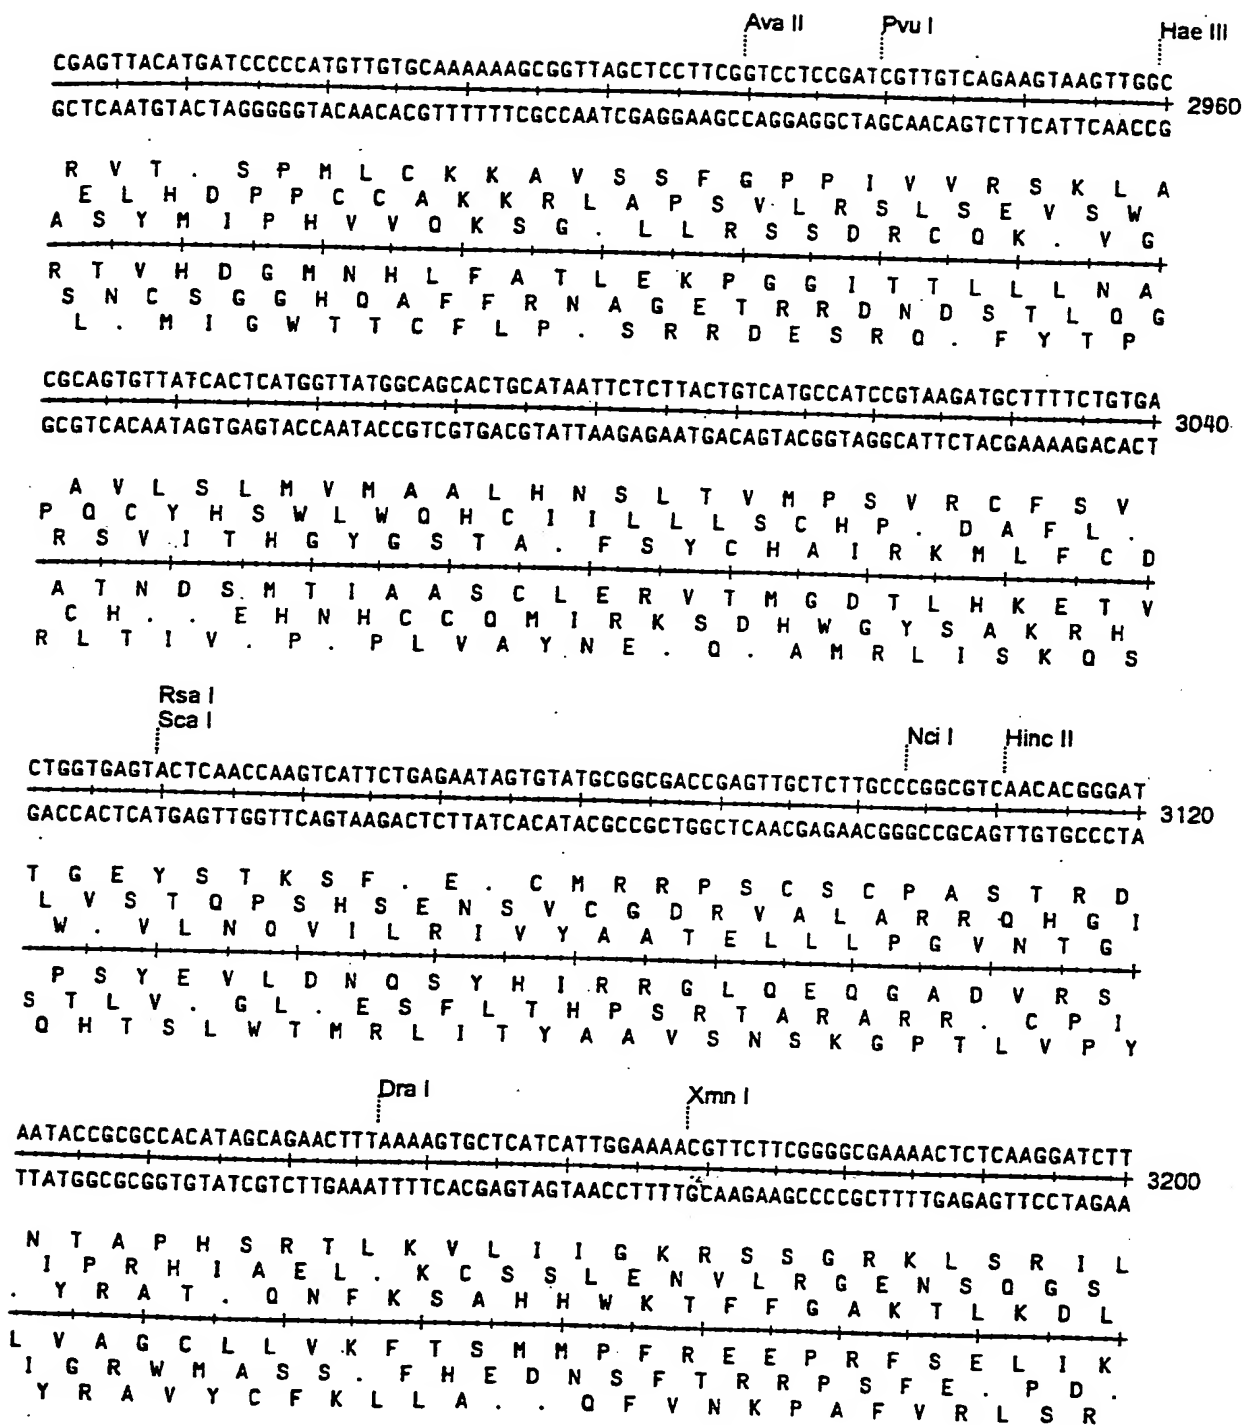 Ava II Pvu I Hae III
CGAGTTACATGATCCCCCATGTTGTGCAAAAAAGCGGTTAGCTCCTTCGGTCCTCCGATCGTTGTCAGAAGTAAGTTGGC
2960
GCTCAATGTACTAGGGGGTACAACACGTTTTTTCGCCAATCGAGGAAGCCAGGAGGCTAGCAACAGTCTTCATTCAACCG
R V T . S P M L C K K A V S S F G P P I V V R S K L A
E L H D P P C C A K K R L A P S V L R S L S E V S W
A S Y M I P H V V Q K S G . L L R S S D R C Q K . V G
R T V H D G M N H L F A T L E K P G G I T T L L L N A
S N C S G G H Q A F F R N A G E T R R D N D S T L Q G
L . M I G W T T C F L P . S R R D E S R Q . F Y T P
CGCAGTGTTATCACTCATGGTTATGGCAGCACTGCATAATTCTCTTACTGTCATGCCATCCGTAAGATGCTTTTCTGTGA
3040
GCGTCACAATAGTGAGTACCAATACCGTCGTGACGTATTAAGAGAATGACAGTACGGTAGGCATTCTACGAAAAGACACT
A V L S L M V M A A L H N S L T V M P S V R C F S V
P Q C Y H S W L W Q H C I I L L L S C H P . D A F L .
R S V I T H G Y G S T A . F S Y C H A I R K M L F C D
A T N D S M T I A A S C L E R V T M G D T L H K E T V
C H . . E H N H C C Q M I R K S D H W G Y S A K R H
R L T I V . P . P L V A Y N E . Q . A M R L I S K Q S
Rsa I
Sca I Nci I Hinc II
CTGGTGAGTACTCAACCAAGTCATTCTGAGAATAGTGTATGCGGCGACCGAGTTGCTCTTGCCCGGCGTCAACACGGGAT
3120
GACCACTCATGAGTTGGTTCAGTAAGACTCTTATCACATACGCCGCTGGCTCAACGAGAACGGGCCGCAGTTGTGCCCTA
T G E Y S T K S F . E . C M R R P S C S C P A S T R D
L V S T Q P S H S E N S V C G D R V A L A R R Q H G I
W . V L N Q V I L R I V Y A A T E L L L P G V N T G
P S Y E V L D N Q S Y H I R R G L Q E Q G A D V R S
S T L V . G L . E S F L T H P S R T A R A R R . C P I
Q H T S L W T M R L I T Y A A V S N S K G P T L V P Y
Dra I Xmn I
AATACCGCGCCACATAGCAGAACTTTAAAAGTGCTCATCATTGGAAAACGTTCTTCGGGGCGAAAACTCTCAAGGATCTT
3200
TTATGGCGCGGTGTATCGTCTTGAAATTTTCACGAGTAGTAACCTTTTGCAAGAAGCCCCGCTTTTGAGAGTTCCTAGAA
N T A P H S R T L K V L I I G K R S S G R K L S R I L
I P R H I A E L . K C S S L E N V L R G E N S Q G S
. Y R A T . Q N F K S A H H W K T F F G A K T L K D L
L V A G C L L V K F T S M M P F R E E P R F S E L I K
I G R W M A S S . F H E D N S F T R R P S F E . P D .
Y R A V Y C F K L L A . . Q F V N K P A F V R L S R